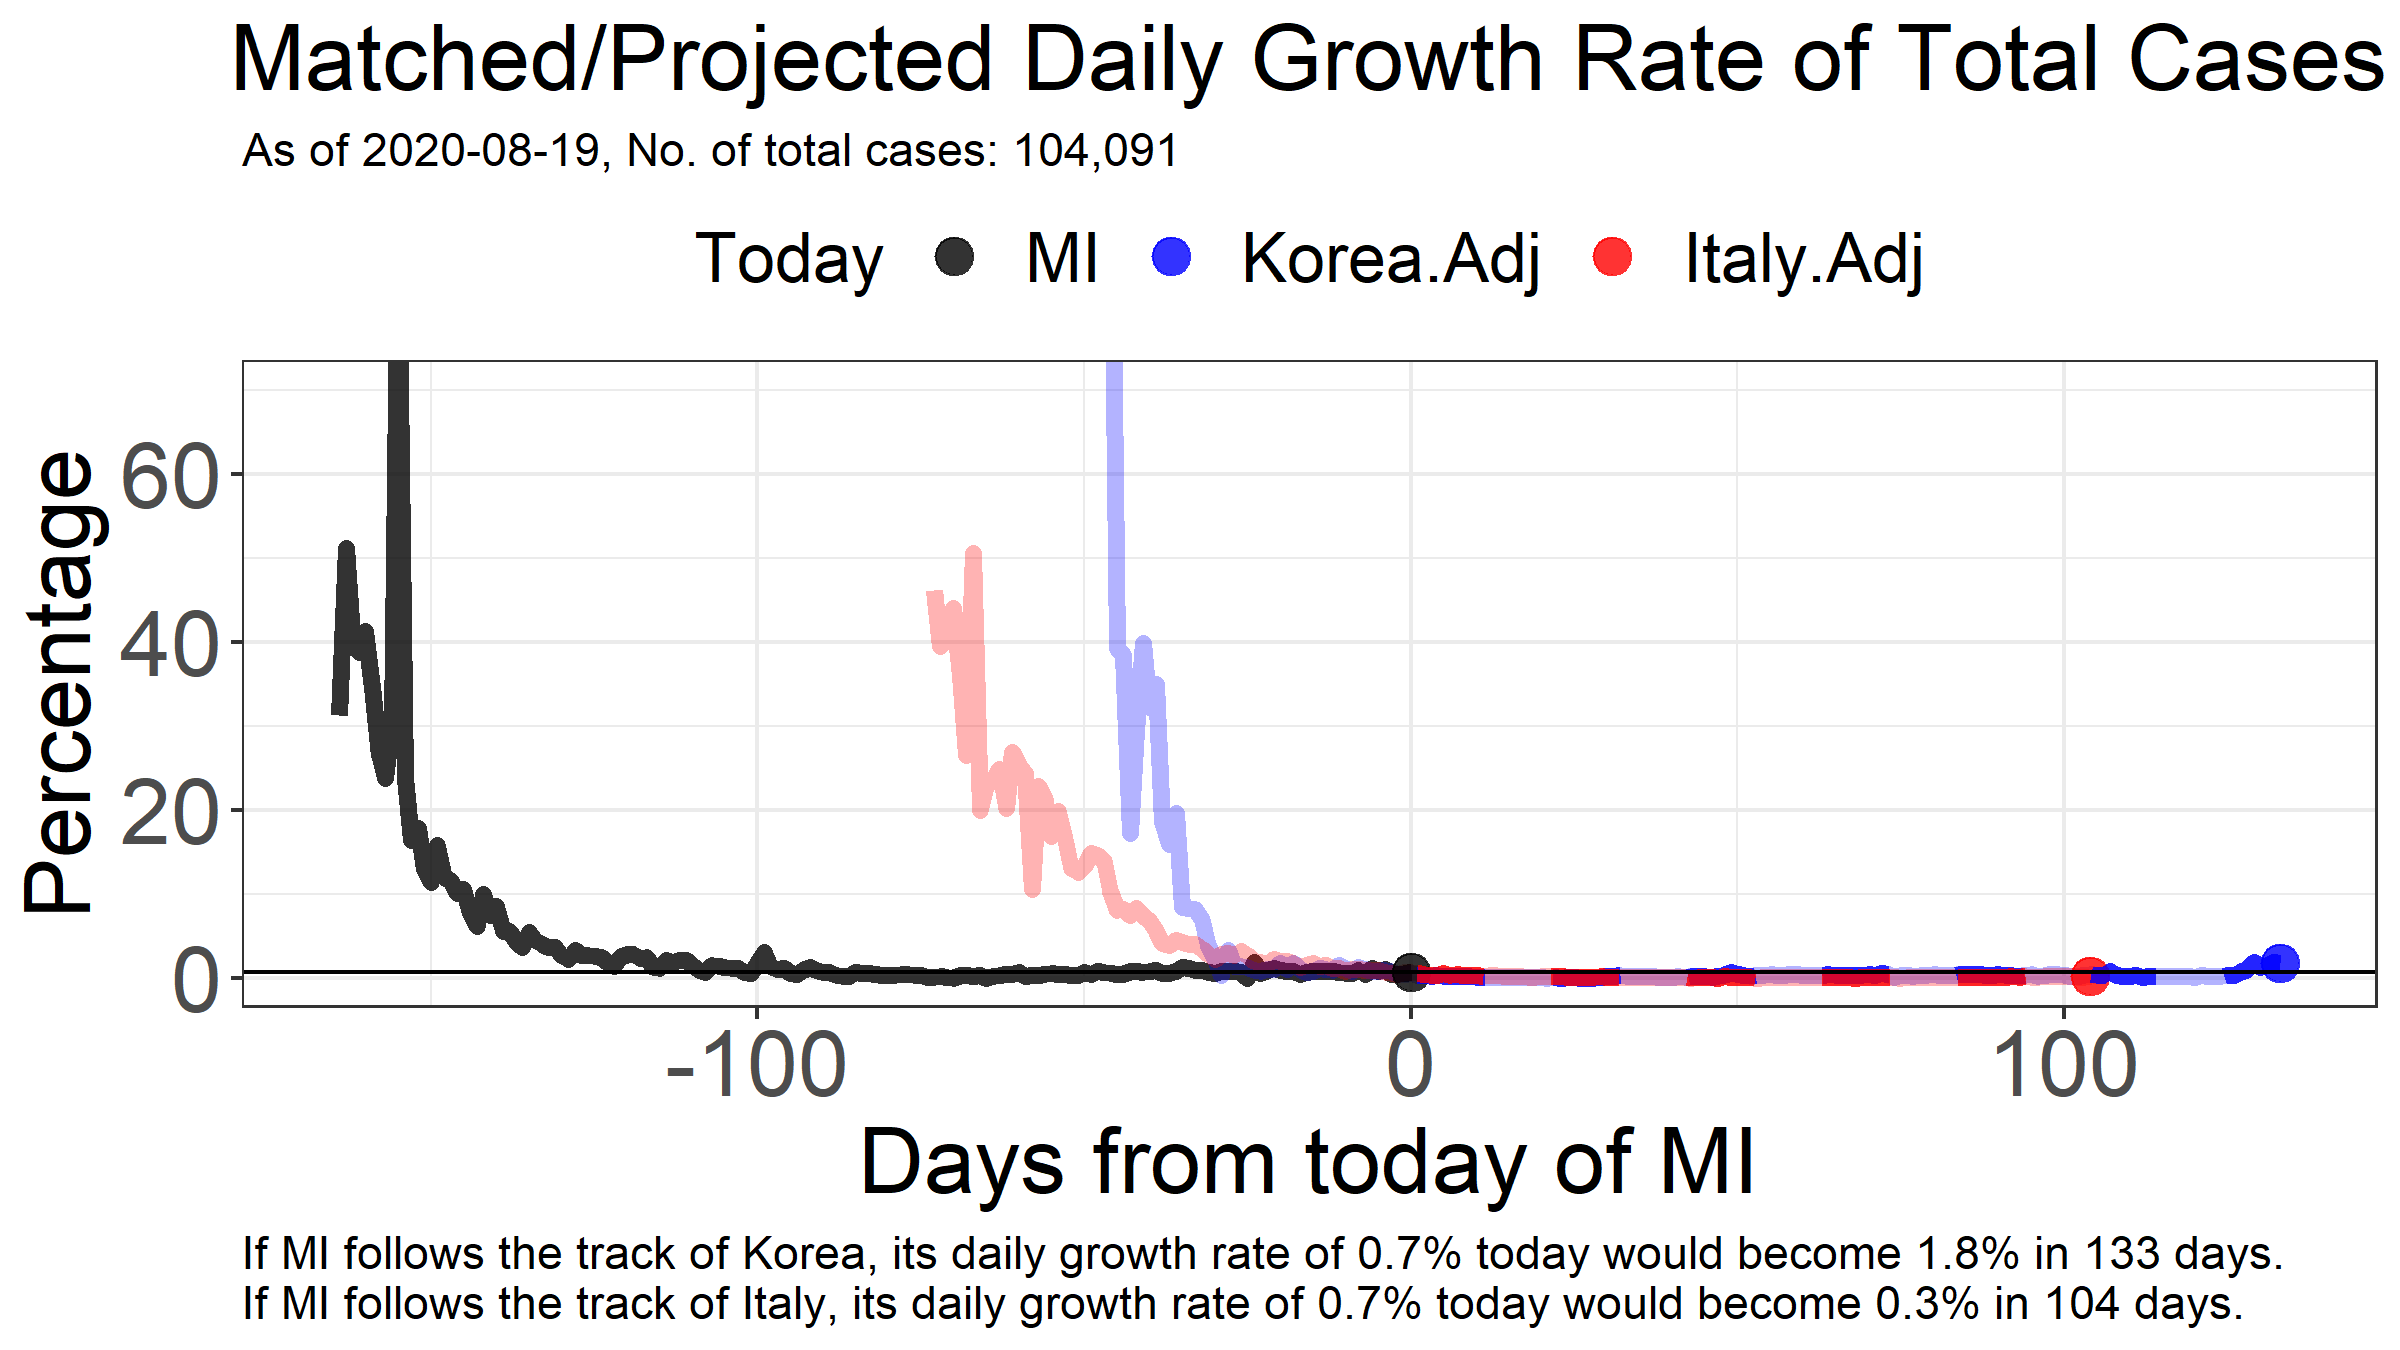 Matched/Projected Daily Growth Rate of Total Cases
As of 2020-08-19, No. of total cases: 104,091
Today MI Korea.Adj Italy.Adj
Percentage
60
40
20
0
-100 0 100
Days from today of MI
If MI follows the track of Korea, its daily growth rate of 0.7% today would become 1.8% in 133 days.
If MI follows the track of Italy, its daily growth rate of 0.7% today would become 0.3% in 104 days.